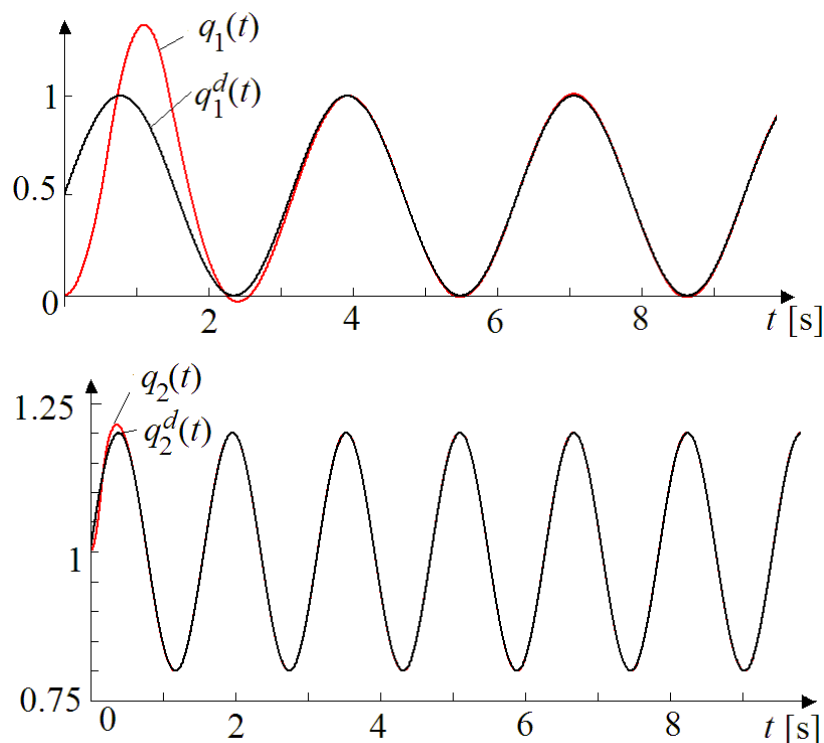 q₁(t)
q₁ᵈ(t)
1
0.5
0
2 4 6 8
t [s]
q₂(t)
1.25
q₂ᵈ(t)
1
0.75
0 2 4 6 8
t [s]